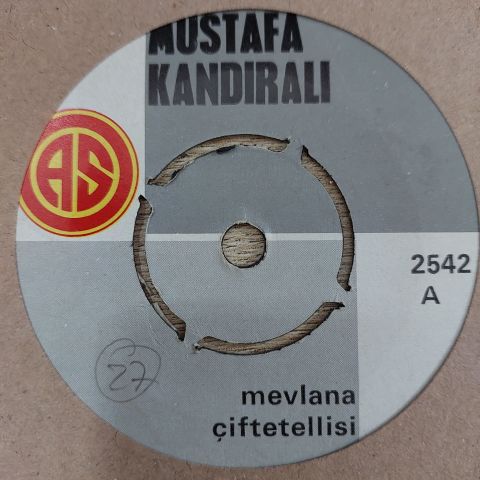 MUSTAFA
KANDIRALI
AS
2542
A
27
mevlana
çiftetellisi